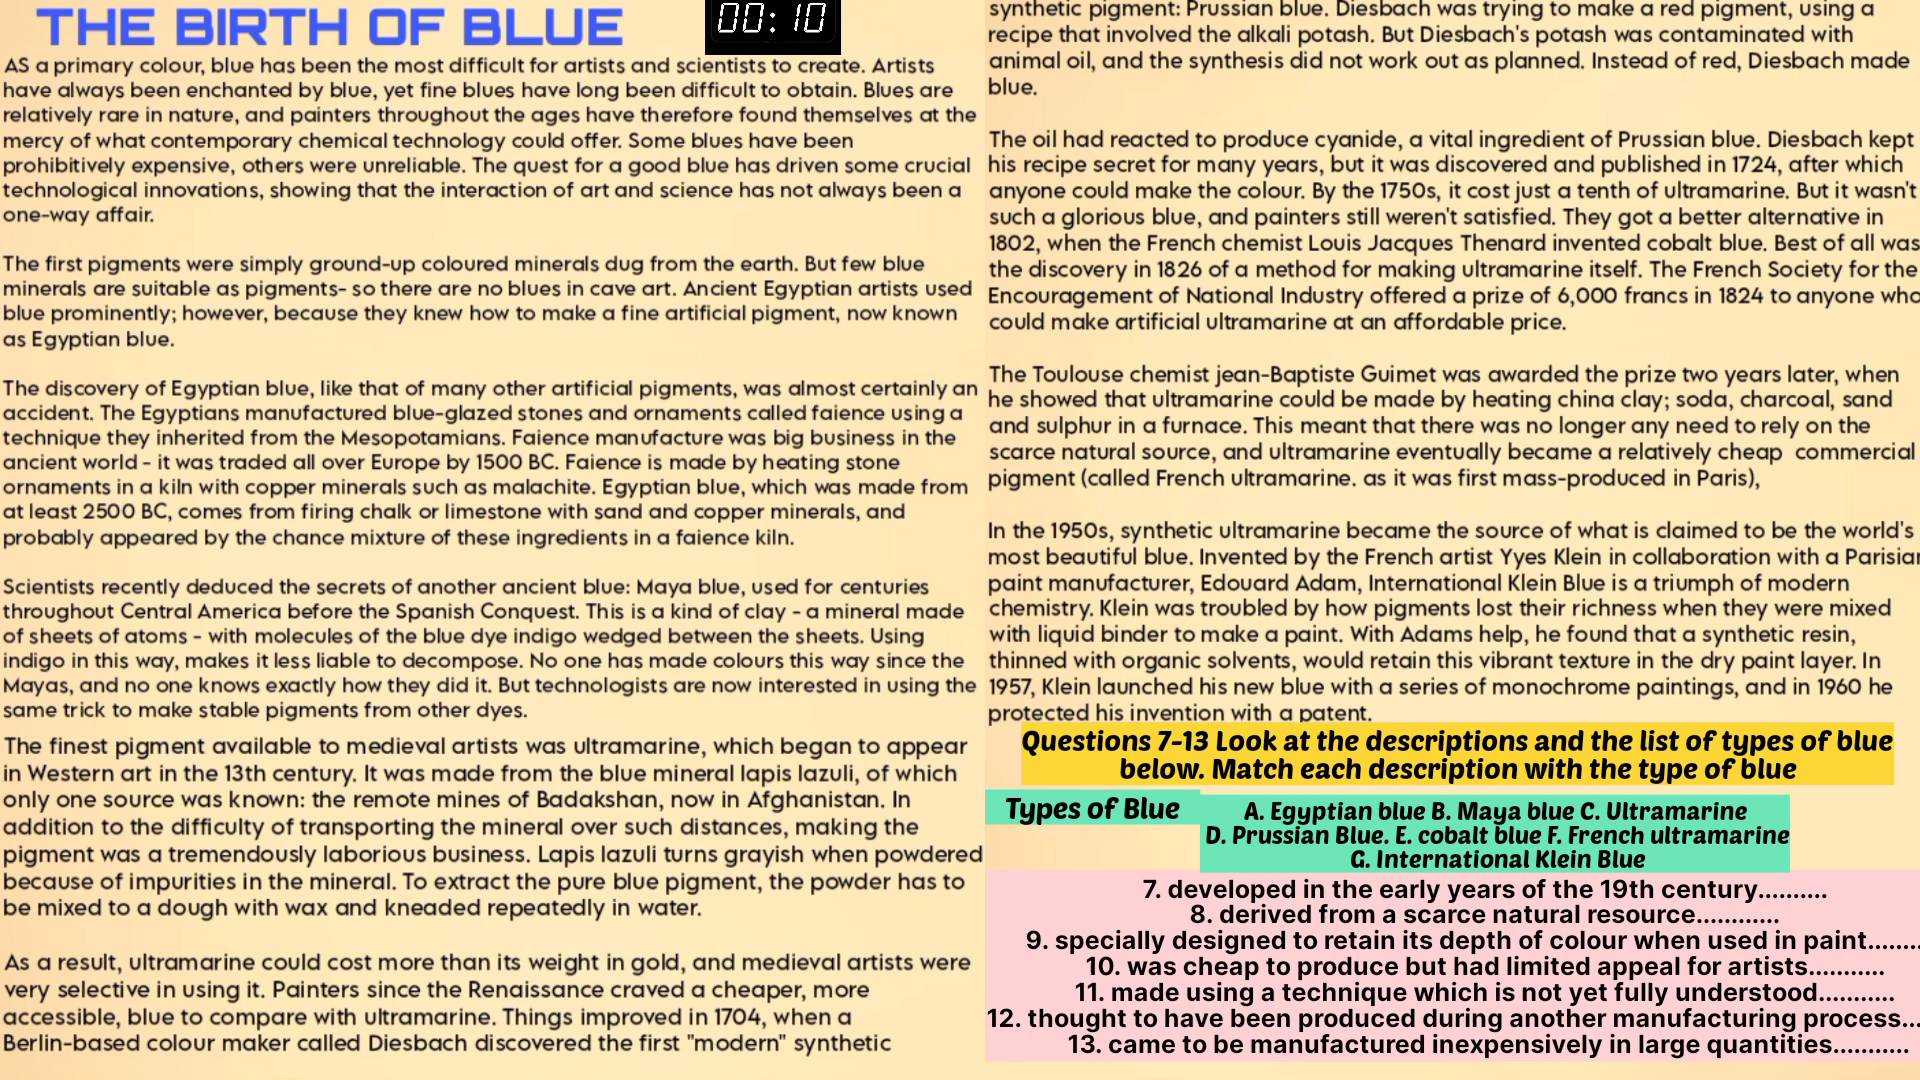 THE BIRTH OF BLUE
00:10
AS a primary colour, blue has been the most difficult for artists and scientists to create. Artists
have always been enchanted by blue, yet fine blues have long been difficult to obtain. Blues are
relatively rare in nature, and painters throughout the ages have therefore found themselves at the
mercy of what contemporary chemical technology could offer. Some blues have been
prohibitively expensive, others were unreliable. The quest for a good blue has driven some crucial
technological innovations, showing that the interaction of art and science has not always been a
one-way affair.
The first pigments were simply ground-up coloured minerals dug from the earth. But few blue
minerals are suitable as pigments- so there are no blues in cave art. Ancient Egyptian artists used
blue prominently; however, because they knew how to make a fine artificial pigment, now known
as Egyptian blue.
The discovery of Egyptian blue, like that of many other artificial pigments, was almost certainly an
accident. The Egyptians manufactured blue-glazed stones and ornaments called faience using a
technique they inherited from the Mesopotamians. Faience manufacture was big business in the
ancient world - it was traded all over Europe by 1500 BC. Faience is made by heating stone
ornaments in a kiln with copper minerals such as malachite. Egyptian blue, which was made from
at least 2500 BC, comes from firing chalk or limestone with sand and copper minerals, and
probably appeared by the chance mixture of these ingredients in a faience kiln.
Scientists recently deduced the secrets of another ancient blue: Maya blue, used for centuries
throughout Central America before the Spanish Conquest. This is a kind of clay - a mineral made
of sheets of atoms - with molecules of the blue dye indigo wedged between the sheets. Using
indigo in this way, makes it less liable to decompose. No one has made colours this way since the
Mayas, and no one knows exactly how they did it. But technologists are now interested in using the
same trick to make stable pigments from other dyes.
The finest pigment available to medieval artists was ultramarine, which began to appear
in Western art in the 13th century. It was made from the blue mineral lapis lazuli, of which
only one source was known: the remote mines of Badakshan, now in Afghanistan. In
addition to the difficulty of transporting the mineral over such distances, making the
pigment was a tremendously laborious business. Lapis lazuli turns grayish when powdered
because of impurities in the mineral. To extract the pure blue pigment, the powder has to
be mixed to a dough with wax and kneaded repeatedly in water.
As a result, ultramarine could cost more than its weight in gold, and medieval artists were
very selective in using it. Painters since the Renaissance craved a cheaper, more
accessible, blue to compare with ultramarine. Things improved in 1704, when a
Berlin-based colour maker called Diesbach discovered the first "modern" synthetic
synthetic pigment: Prussian blue. Diesbach was trying to make a red pigment, using a
recipe that involved the alkali potash. But Diesbach's potash was contaminated with
animal oil, and the synthesis did not work out as planned. Instead of red, Diesbach made
blue.
The oil had reacted to produce cyanide, a vital ingredient of Prussian blue. Diesbach kept
his recipe secret for many years, but it was discovered and published in 1724, after which
anyone could make the colour. By the 1750s, it cost just a tenth of ultramarine. But it wasn't
such a glorious blue, and painters still weren't satisfied. They got a better alternative in
1802, when the French chemist Louis Jacques Thenard invented cobalt blue. Best of all was
the discovery in 1826 of a method for making ultramarine itself. The French Society for the
Encouragement of National Industry offered a prize of 6,000 francs in 1824 to anyone who
could make artificial ultramarine at an affordable price.
The Toulouse chemist jean-Baptiste Guimet was awarded the prize two years later, when
he showed that ultramarine could be made by heating china clay; soda, charcoal, sand
and sulphur in a furnace. This meant that there was no longer any need to rely on the
scarce natural source, and ultramarine eventually became a relatively cheap commercial
pigment (called French ultramarine. as it was first mass-produced in Paris),
In the 1950s, synthetic ultramarine became the source of what is claimed to be the world's
most beautiful blue. Invented by the French artist Yyes Klein in collaboration with a Parisian
paint manufacturer, Edouard Adam, International Klein Blue is a triumph of modern
chemistry. Klein was troubled by how pigments lost their richness when they were mixed
with liquid binder to make a paint. With Adams help, he found that a synthetic resin,
thinned with organic solvents, would retain this vibrant texture in the dry paint layer. In
1957, Klein launched his new blue with a series of monochrome paintings, and in 1960 he
protected his invention with a patent.
Questions 7-13 Look at the descriptions and the list of types of blue
below. Match each description with the type of blue
Types of Blue
A. Egyptian blue B. Maya blue C. Ultramarine
D. Prussian Blue. E. cobalt blue F. French ultramarine
G. International Klein Blue
7. developed in the early years of the 19th century..........
8. derived from a scarce natural resource............
9. specially designed to retain its depth of colour when used in paint........
10. was cheap to produce but had limited appeal for artists...........
11. made using a technique which is not yet fully understood...........
12. thought to have been produced during another manufacturing process...
13. came to be manufactured inexpensively in large quantities...........